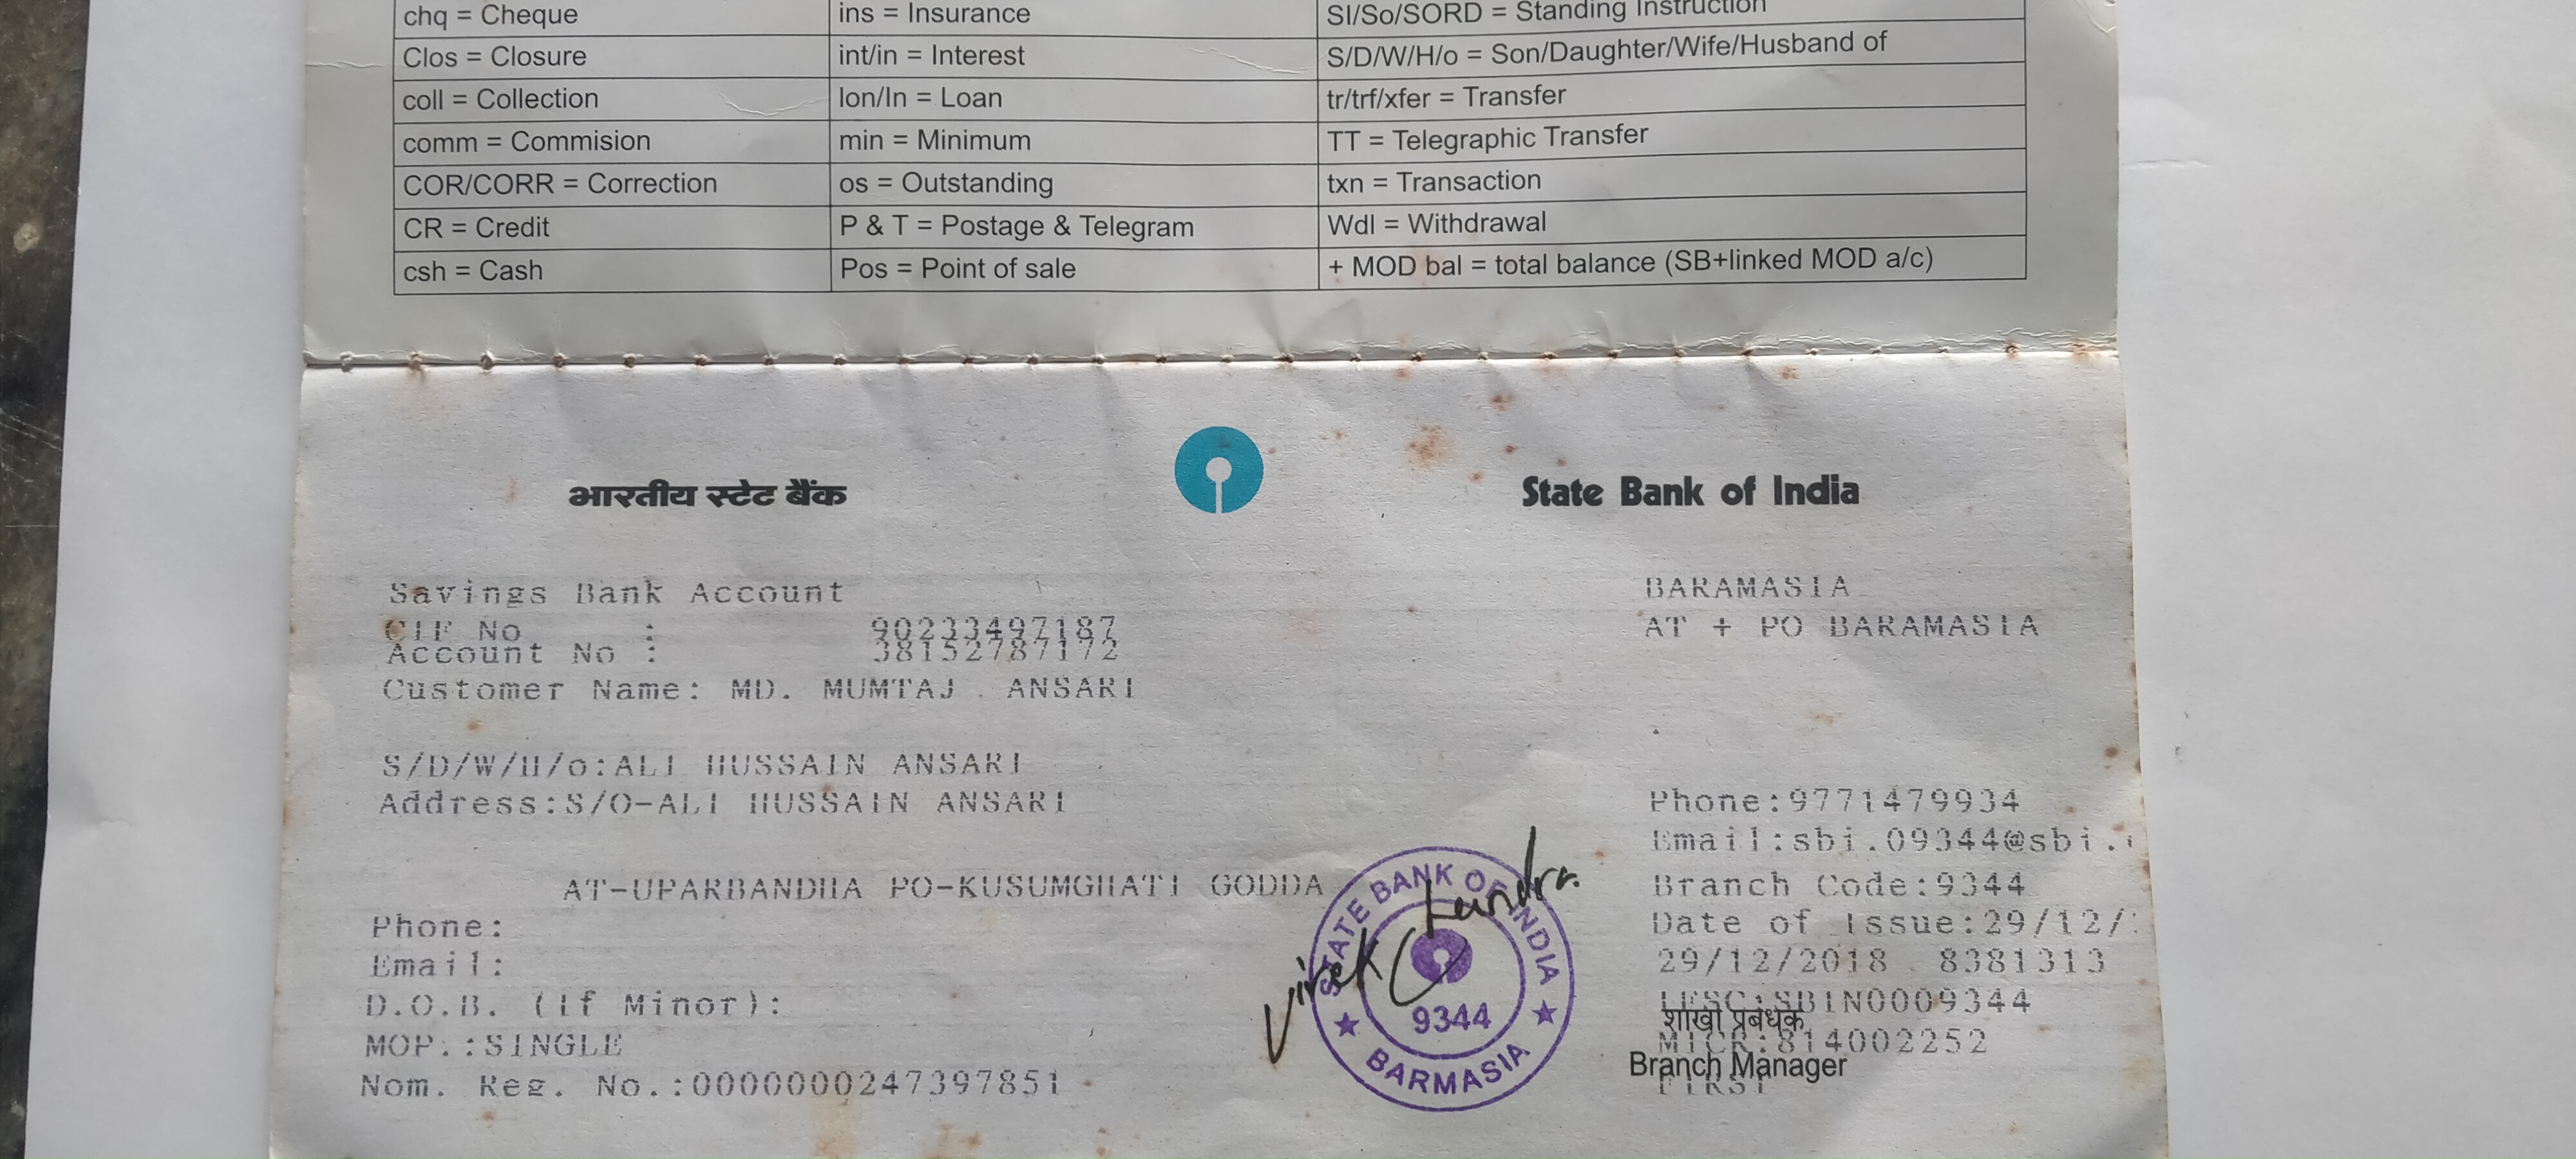 chq = Cheque
ins = Insurance
SI/So/SORD = Standing Instruction
Clos = Closure
int/in = Interest
S/D/W/H/o = Son/Daughter/Wife/Husband of
coll = Collection
lon/ln = Loan
tr/trf/xfer = Transfer
comm = Commision
min = Minimum
TT = Telegraphic Transfer
COR/CORR = Correction
os = Outstanding
txn = Transaction
CR = Credit
P & T = Postage & Telegram
Wdl = Withdrawal
csh = Cash
Pos = Point of sale
+ MOD bal = total balance (SB+linked MOD a/c)
भारतीय स्टेट बैंक
State Bank of India
Savings Bank Account
CIF No :                 90233497187
Account No :             38152787172
Customer Name: MD. MUMTAJ . ANSARI
S/D/W/H/o:ALI HUSSAIN ANSARI
Address:S/O-ALI HUSSAIN ANSARI
AT-UPARBANDHA PO-KUSUMGHATI GODDA
Phone:
Email:
D.O.B. (If Minor):
MOP.:SINGLE
Nom. Reg. No.:0000000247397851
STATE BANK OF INDIA
9344
BARMASIA
BARAMASIA
AT + PO BARAMASIA
Phone:9771479934
Email:sbi.09344@sbi.
Branch Code:9344
Date of Issue:29/12/
29/12/2018 8381313
IFSC:SBIN0009344
शाखा प्रबंधक
MICR:814002252
Branch Manager
FIRST